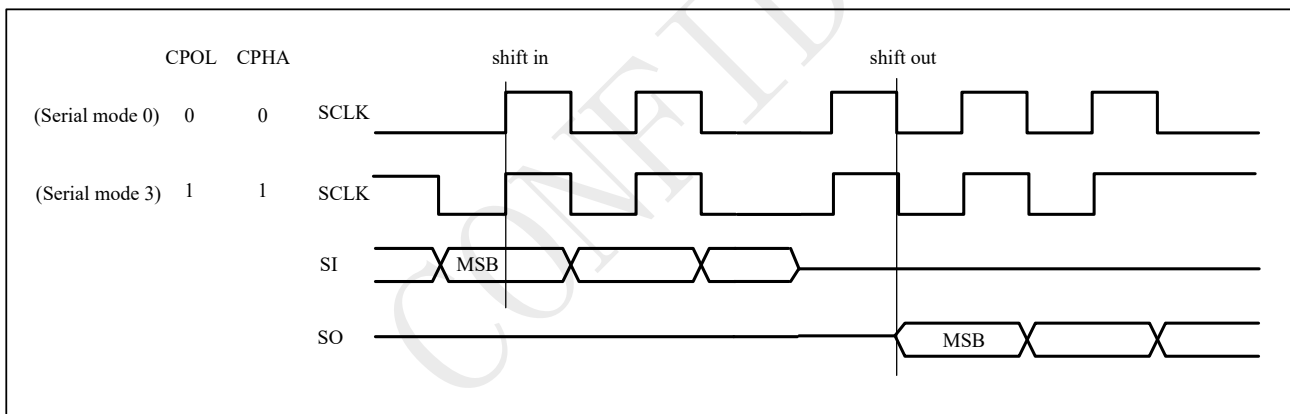 CPOL CPHA shift in shift out
(Serial mode 0) 0 0 SCLK
(Serial mode 3) 1 1 SCLK
SI MSB
SO MSB
CONFID